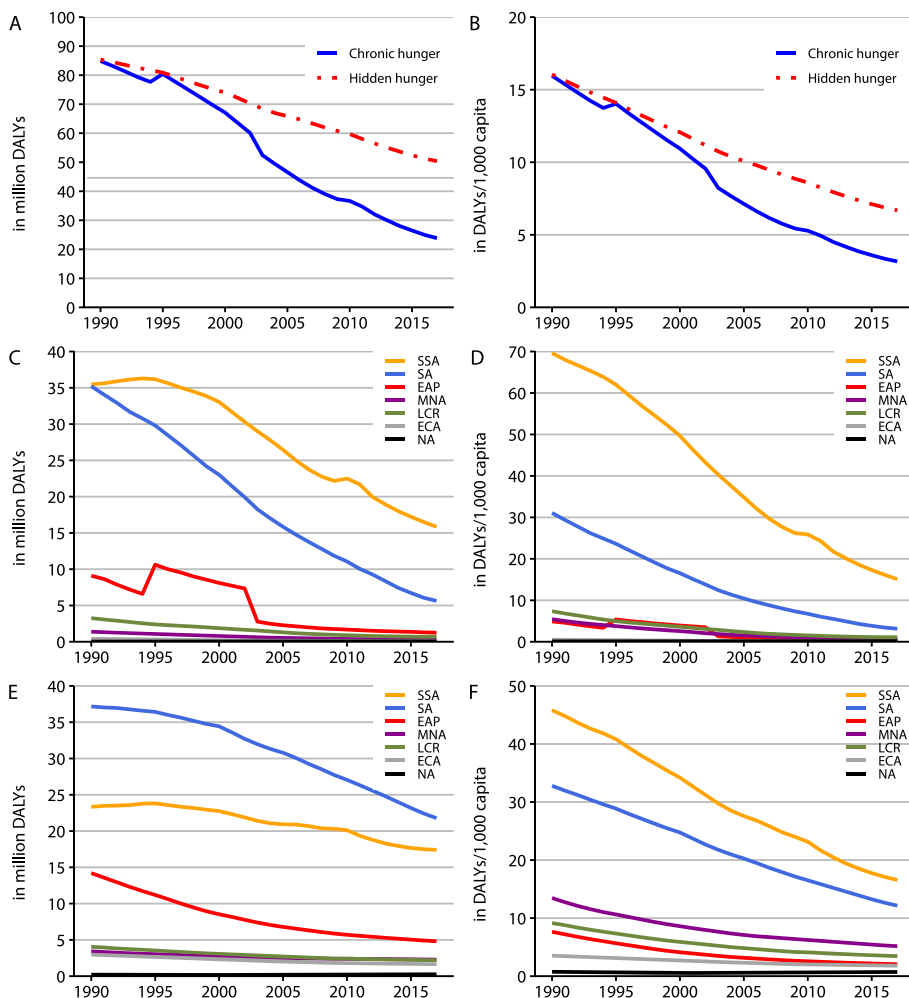 A
in million DALYs
100
90
80
70
60
50
40
30
20
10
0
1990 1995 2000 2005 2010 2015
Chronic hunger
Hidden hunger
B
in DALYs/1,000 capita
20
15
10
5
0
1990 1995 2000 2005 2010 2015
Chronic hunger
Hidden hunger
C
in million DALYs
40
35
30
25
20
15
10
5
0
1990 1995 2000 2005 2010 2015
SSA
SA
EAP
MNA
LCR
ECA
NA
D
in DALYs/1,000 capita
70
60
50
40
30
20
10
0
1990 1995 2000 2005 2010 2015
SSA
SA
EAP
MNA
LCR
ECA
NA
E
in million DALYs
40
35
30
25
20
15
10
5
0
1990 1995 2000 2005 2010 2015
SSA
SA
EAP
MNA
LCR
ECA
NA
F
in DALYs/1,000 capita
50
40
30
20
10
0
1990 1995 2000 2005 2010 2015
SSA
SA
EAP
MNA
LCR
ECA
NA